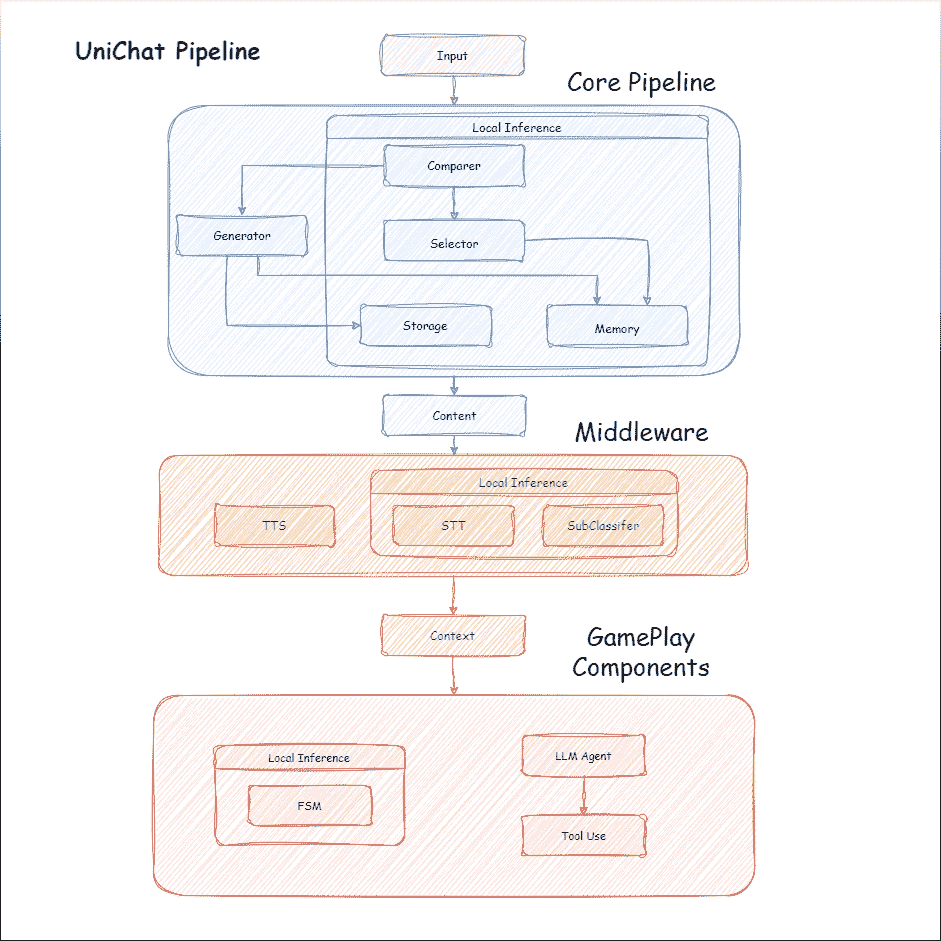 UniChat Pipeline
Input
Core Pipeline
Local Inference
Comparer
Generator
Selector
Storage
Memory
Content
Middleware
Local Inference
TTS
STT
SubClassifer
Context
GamePlay
Components
Local Inference
FSM
LLM Agent
Tool Use